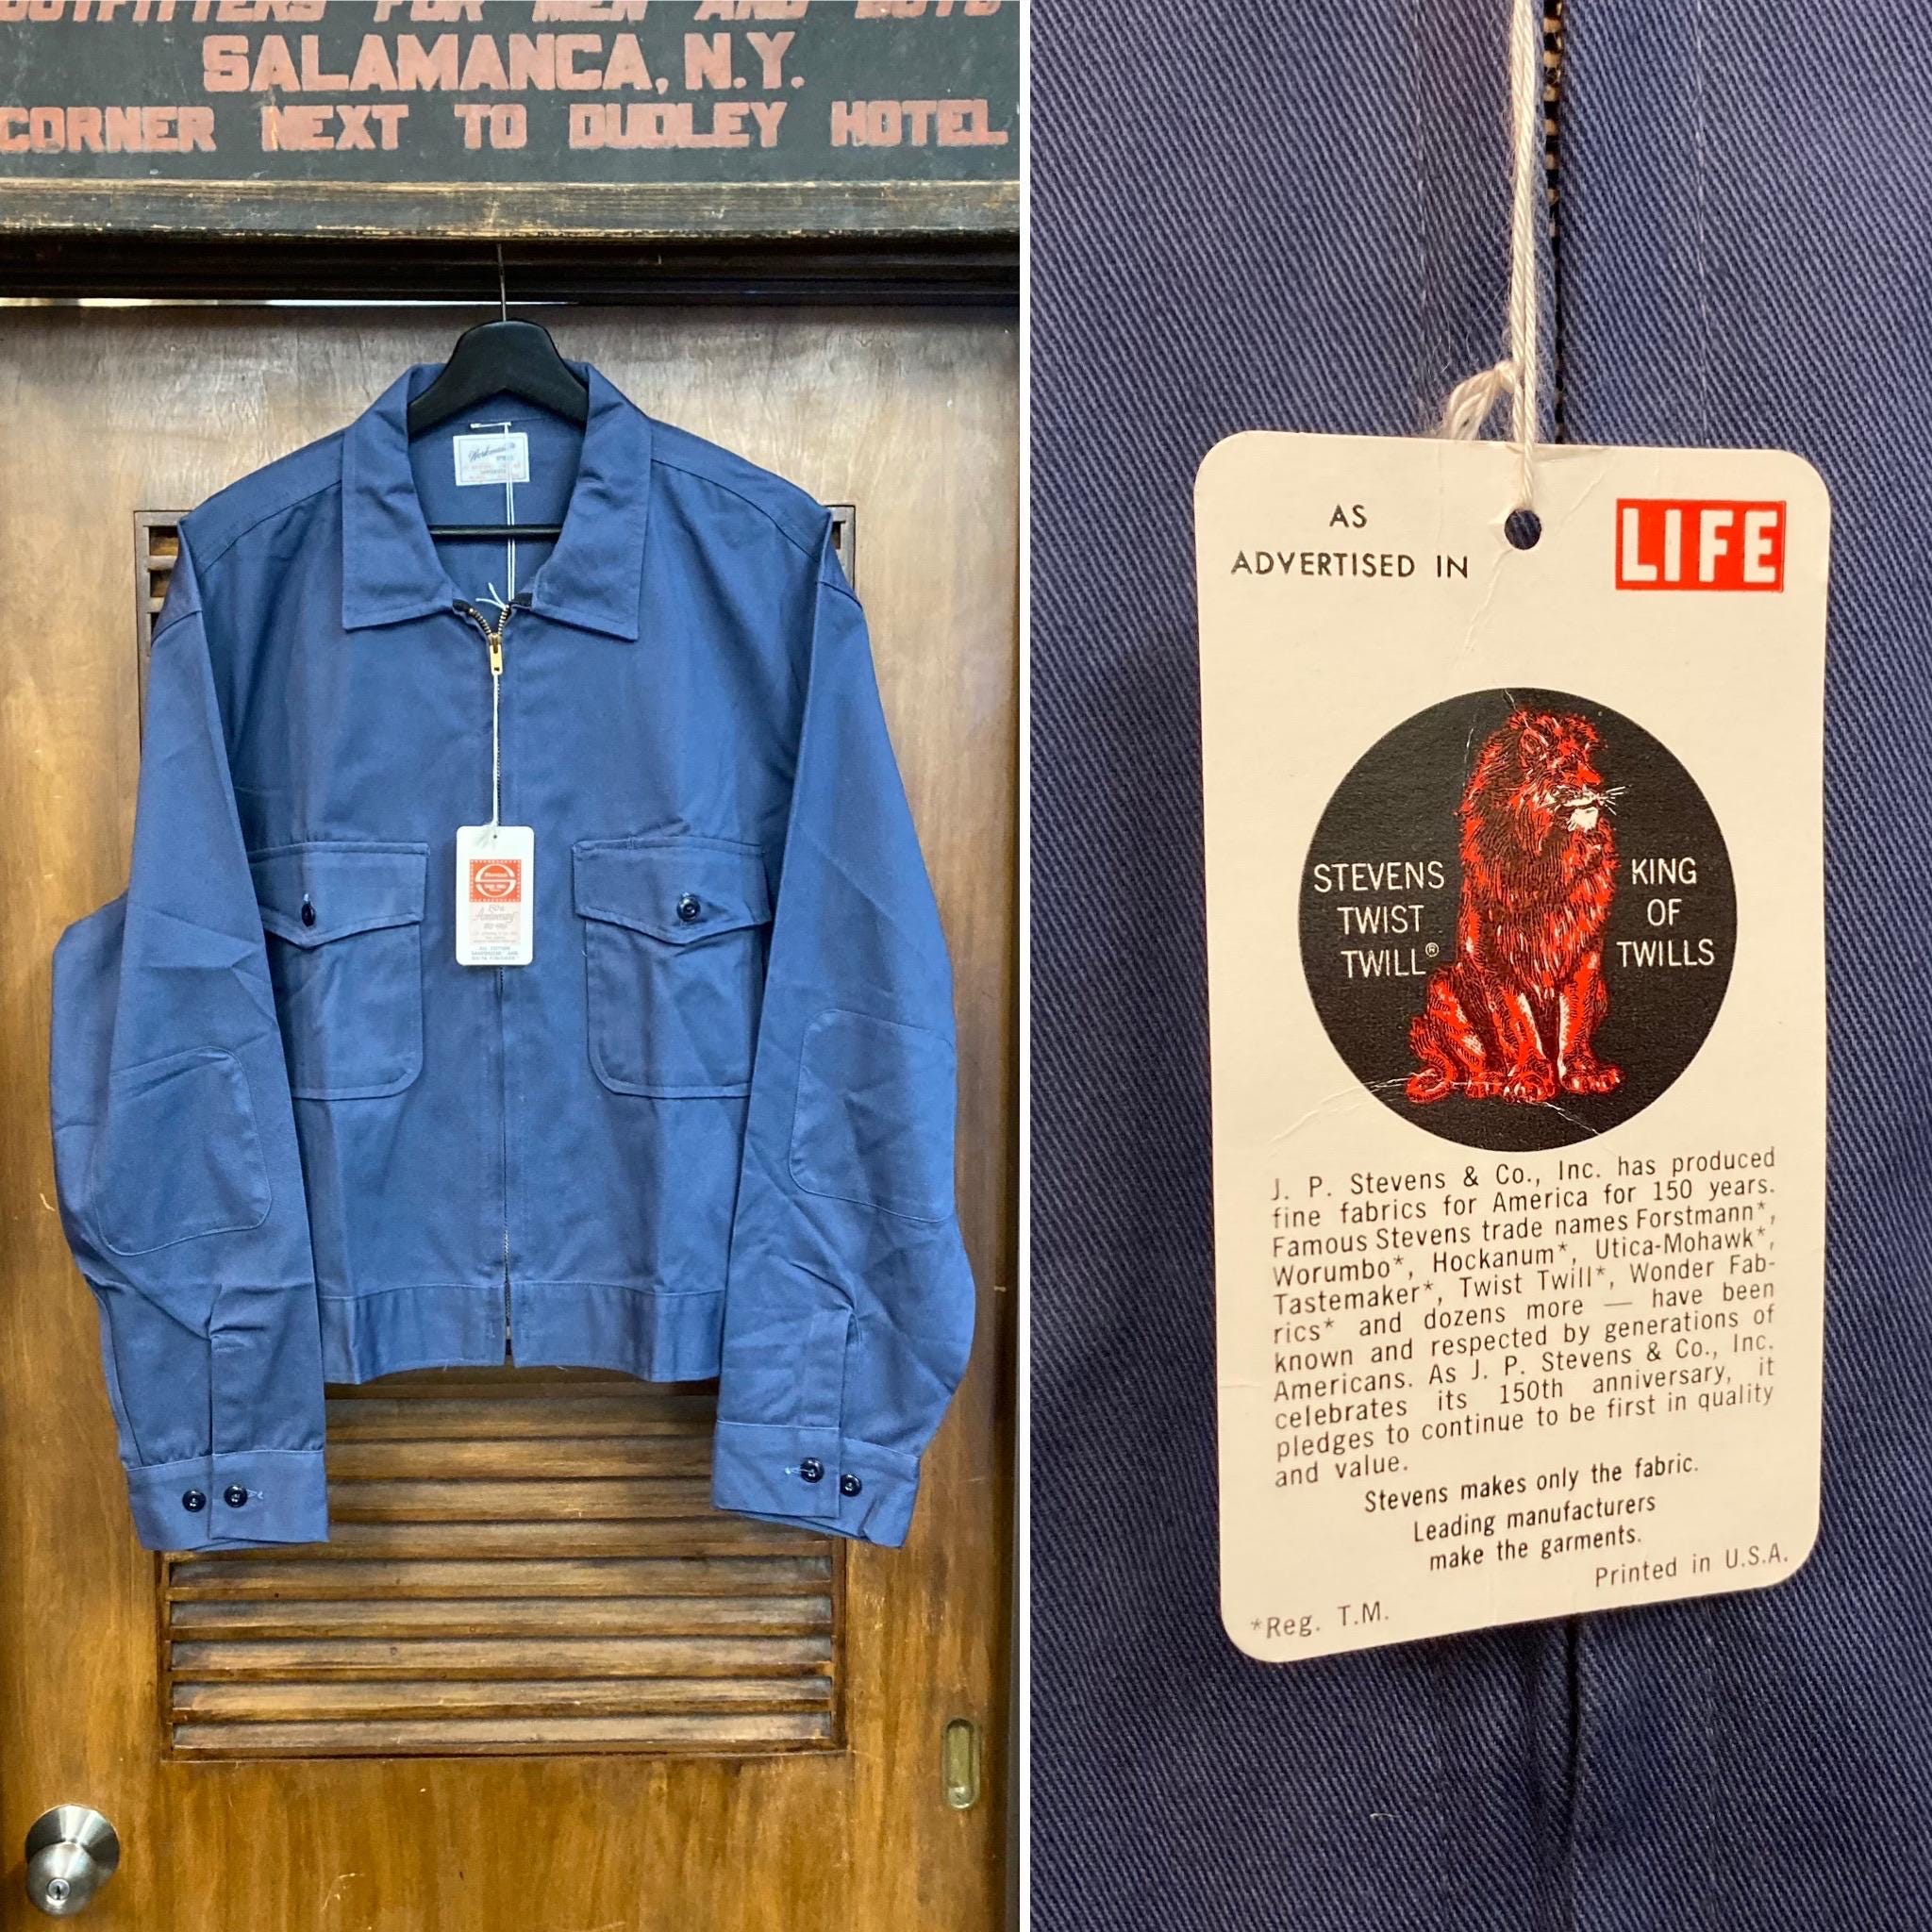 OUTFITTERS FOR MEN AND BOYS
SALAMANCA, N.Y.
CORNER NEXT TO DUDLEY HOTEL
Stevens
Anniversary
ALL COTTON
AS
ADVERTISED IN
LIFE
STEVENS
TWIST
TWILL®
KING
OF
TWILLS
J. P. Stevens & Co., Inc. has produced
fine fabrics for America for 150 years.
Famous Stevens trade names Forstmann*,
Worumbo*, Hockanum*, Utica-Mohawk*,
Tastemaker*, Twist Twill*, Wonder Fab-
rics* and dozens more — have been
known and respected by generations of
Americans. As J. P. Stevens & Co., Inc.
celebrates its 150th anniversary, it
pledges to continue to be first in quality
and value.
Stevens makes only the fabric.
Leading manufacturers
make the garments.
Printed in U.S.A.
*Reg. T.M.